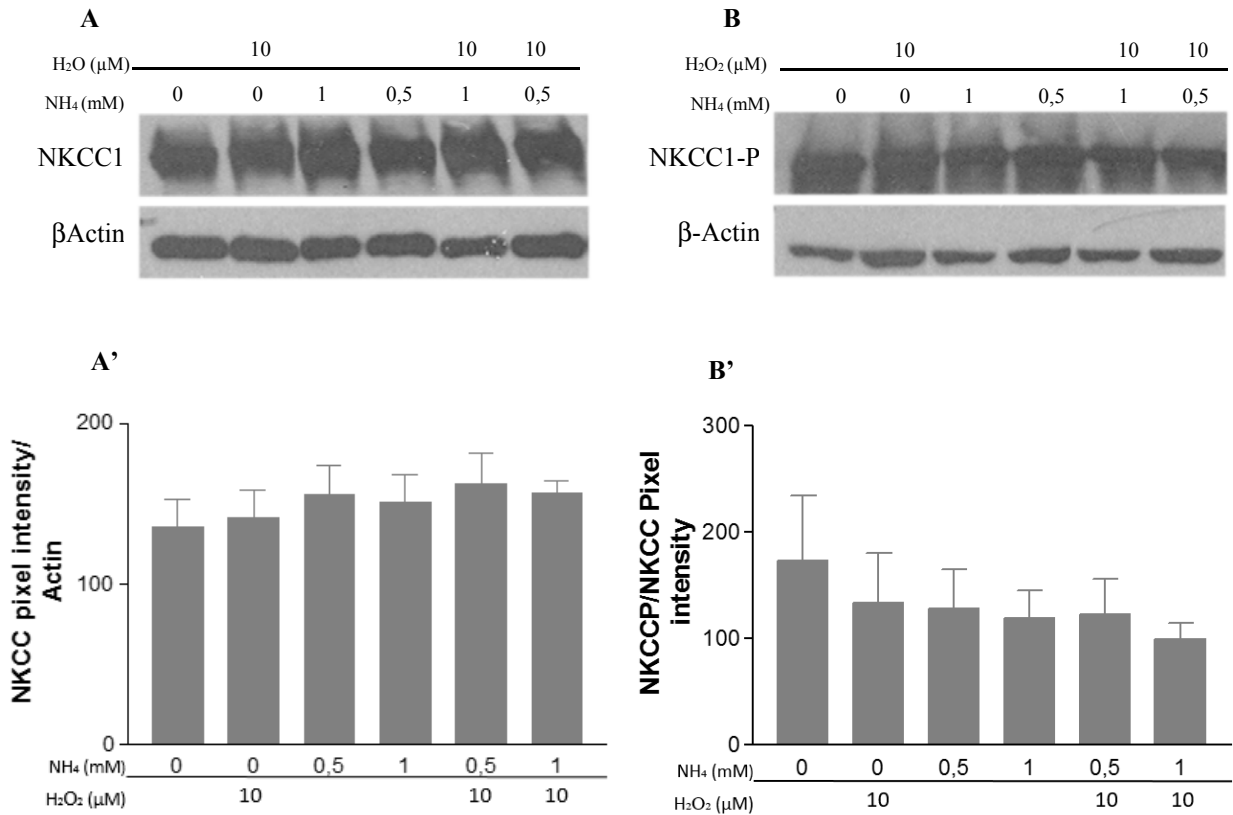 A
H₂O (µM) 10 10 10
NH₄ (mM) 0 0 1 0,5 1 0,5
NKCC1
βActin
B
H₂O₂ (µM) 10 10 10
NH₄ (mM) 0 0 1 0,5 1 0,5
NKCC1-P
β-Actin
A’
NKCC pixel intensity/
Actin
200
100
0
NH₄ (mM) 0 0 0,5 1 0,5 1
H₂O₂ (µM) 10 10 10
B’
NKCCP/NKCC Pixel
intensity
300
200
100
0
NH₄ (mM) 0 0 0,5 1 0,5 1
H₂O₂ (µM) 10 10 10